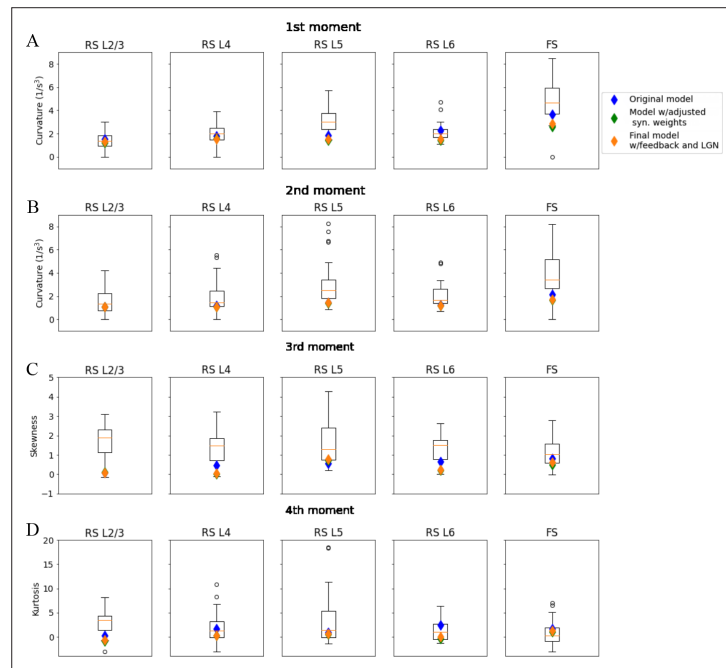 1st moment
A
RS L2/3 RS L4 RS L5 RS L6 FS
Curvature (1/s³)
8
6
4
2
0
Original model
Model w/adjusted
syn. weights
Final model
w/feedback and LGN
2nd moment
B
RS L2/3 RS L4 RS L5 RS L6 FS
Curvature (1/s³)
8
6
4
2
0
3rd moment
C
RS L2/3 RS L4 RS L5 RS L6 FS
Skewness
5
4
3
2
1
0
−1
4th moment
D
RS L2/3 RS L4 RS L5 RS L6 FS
Kurtosis
20
15
10
5
0